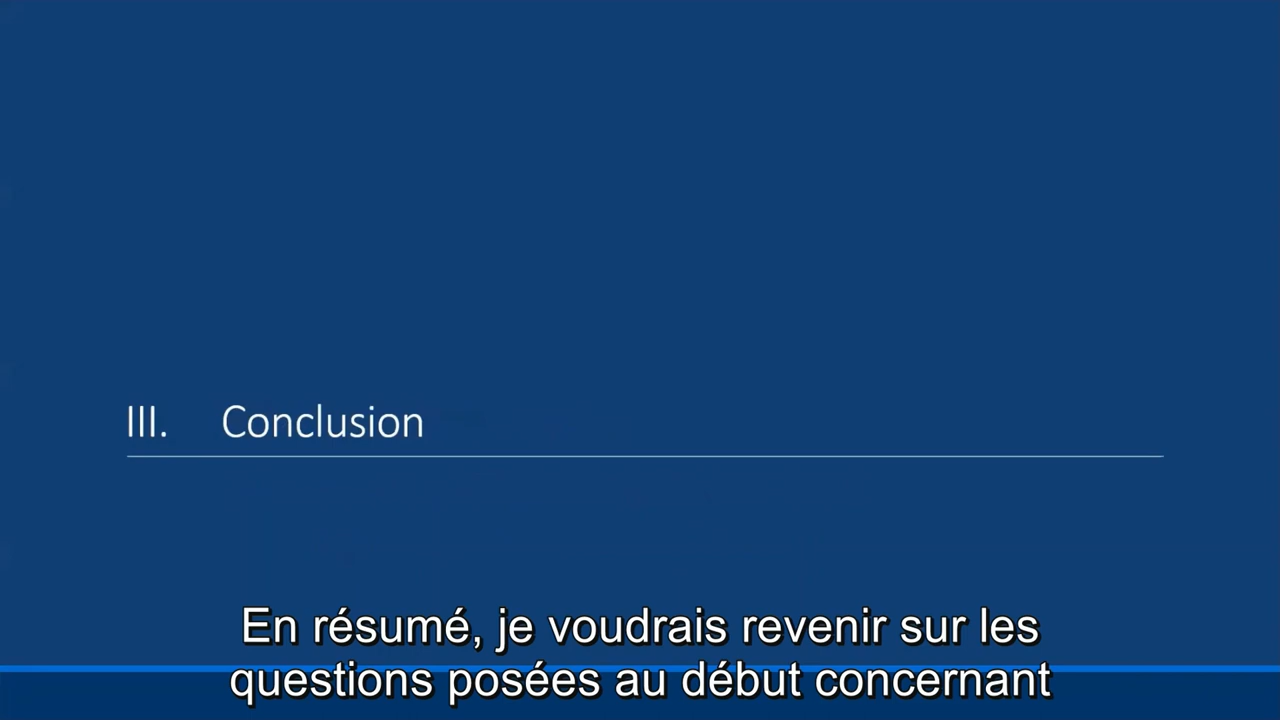 III. Conclusion
En résumé, je voudrais revenir sur les
questions posées au début concernant